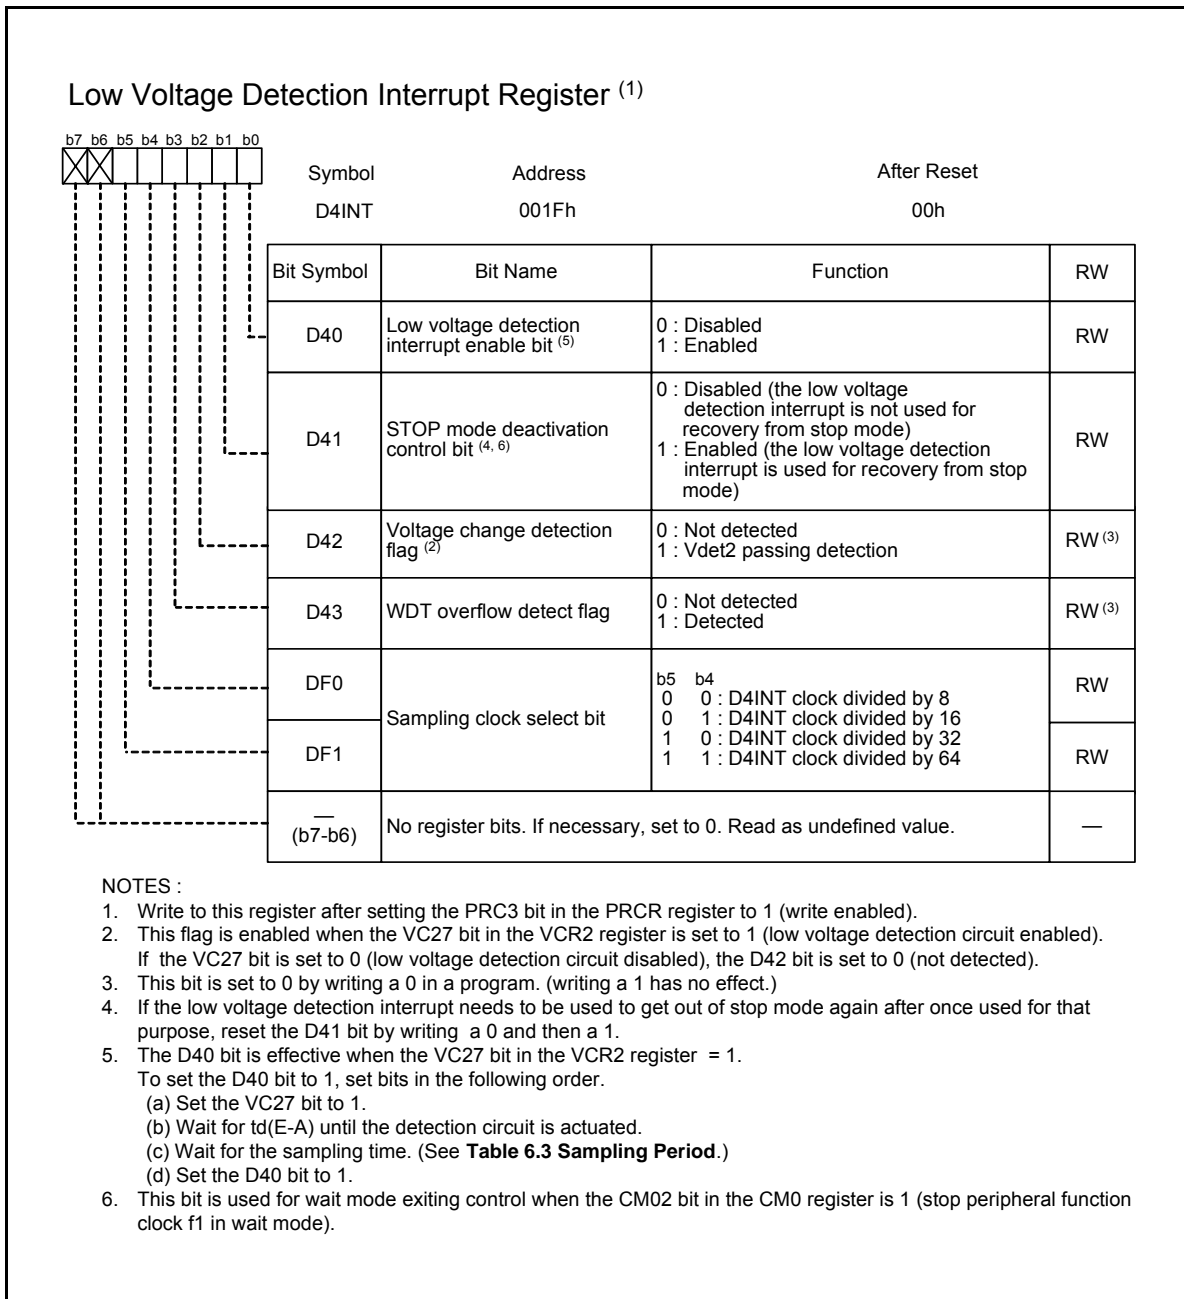 Low Voltage Detection Interrupt Register (1)
b7 b6 b5 b4 b3 b2 b1 b0
Symbol Address After Reset
D4INT 001Fh 00h
Bit Symbol Bit Name Function RW
D40 Low voltage detection interrupt enable bit (5) 0 : Disabled
1 : Enabled RW
D41 STOP mode deactivation control bit (4, 6) 0 : Disabled (the low voltage
detection interrupt is not used for
recovery from stop mode)
1 : Enabled (the low voltage detection
interrupt is used for recovery from stop
mode) RW
D42 Voltage change detection flag (2) 0 : Not detected
1 : Vdet2 passing detection RW (3)
D43 WDT overflow detect flag 0 : Not detected
1 : Detected RW (3)
DF0 Sampling clock select bit b5 b4
0 0 : D4INT clock divided by 8
0 1 : D4INT clock divided by 16
1 0 : D4INT clock divided by 32
1 1 : D4INT clock divided by 64 RW
DF1 RW
—
(b7-b6) No register bits. If necessary, set to 0. Read as undefined value. —
NOTES :
1. Write to this register after setting the PRC3 bit in the PRCR register to 1 (write enabled).
2. This flag is enabled when the VC27 bit in the VCR2 register is set to 1 (low voltage detection circuit enabled).
If the VC27 bit is set to 0 (low voltage detection circuit disabled), the D42 bit is set to 0 (not detected).
3. This bit is set to 0 by writing a 0 in a program. (writing a 1 has no effect.)
4. If the low voltage detection interrupt needs to be used to get out of stop mode again after once used for that
purpose, reset the D41 bit by writing a 0 and then a 1.
5. The D40 bit is effective when the VC27 bit in the VCR2 register = 1.
To set the D40 bit to 1, set bits in the following order.
(a) Set the VC27 bit to 1.
(b) Wait for td(E-A) until the detection circuit is actuated.
(c) Wait for the sampling time. (See Table 6.3 Sampling Period.)
(d) Set the D40 bit to 1.
6. This bit is used for wait mode exiting control when the CM02 bit in the CM0 register is 1 (stop peripheral function
clock f1 in wait mode).